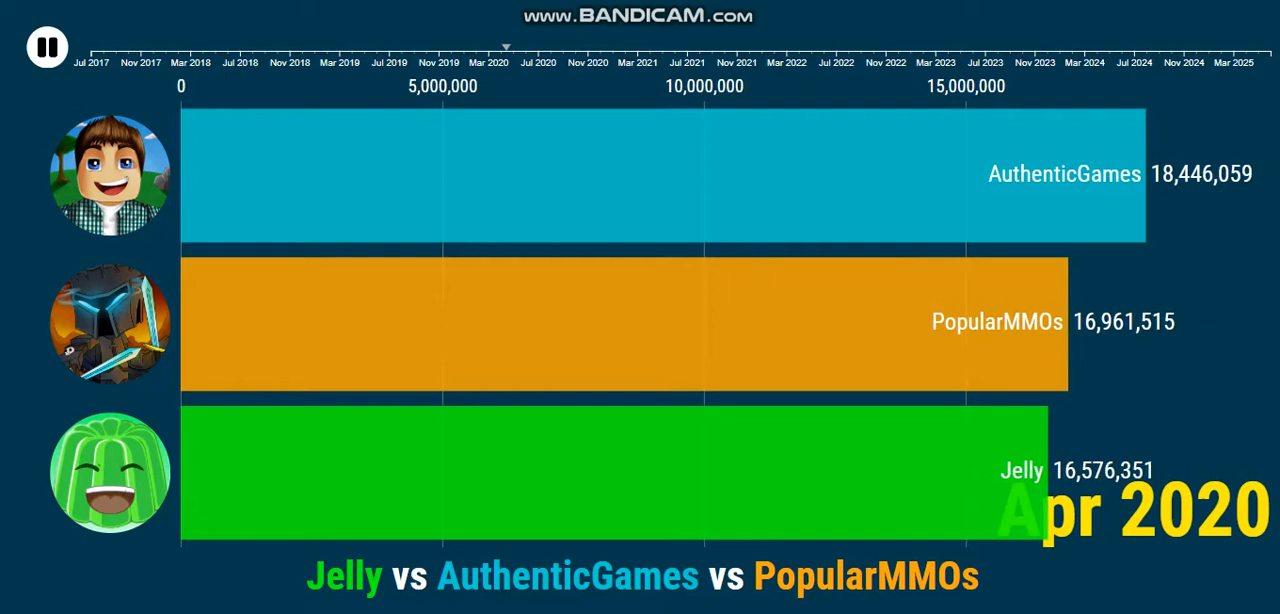 www.BANDICAM.com
Jul 2017 Nov 2017 Mar 2018 Jul 2018 Nov 2018 Mar 2019 Jul 2019 Nov 2019 Mar 2020 Jul 2020 Nov 2020 Mar 2021 Jul 2021 Nov 2021 Mar 2022 Jul 2022 Nov 2022 Mar 2023 Jul 2023 Nov 2023 Mar 2024 Jul 2024 Nov 2024 Mar 2025
0 5,000,000 10,000,000 15,000,000
AuthenticGames 18,446,059
PopularMMOs 16,961,515
Jelly 16,576,351
Apr 2020
Jelly vs AuthenticGames vs PopularMMOs